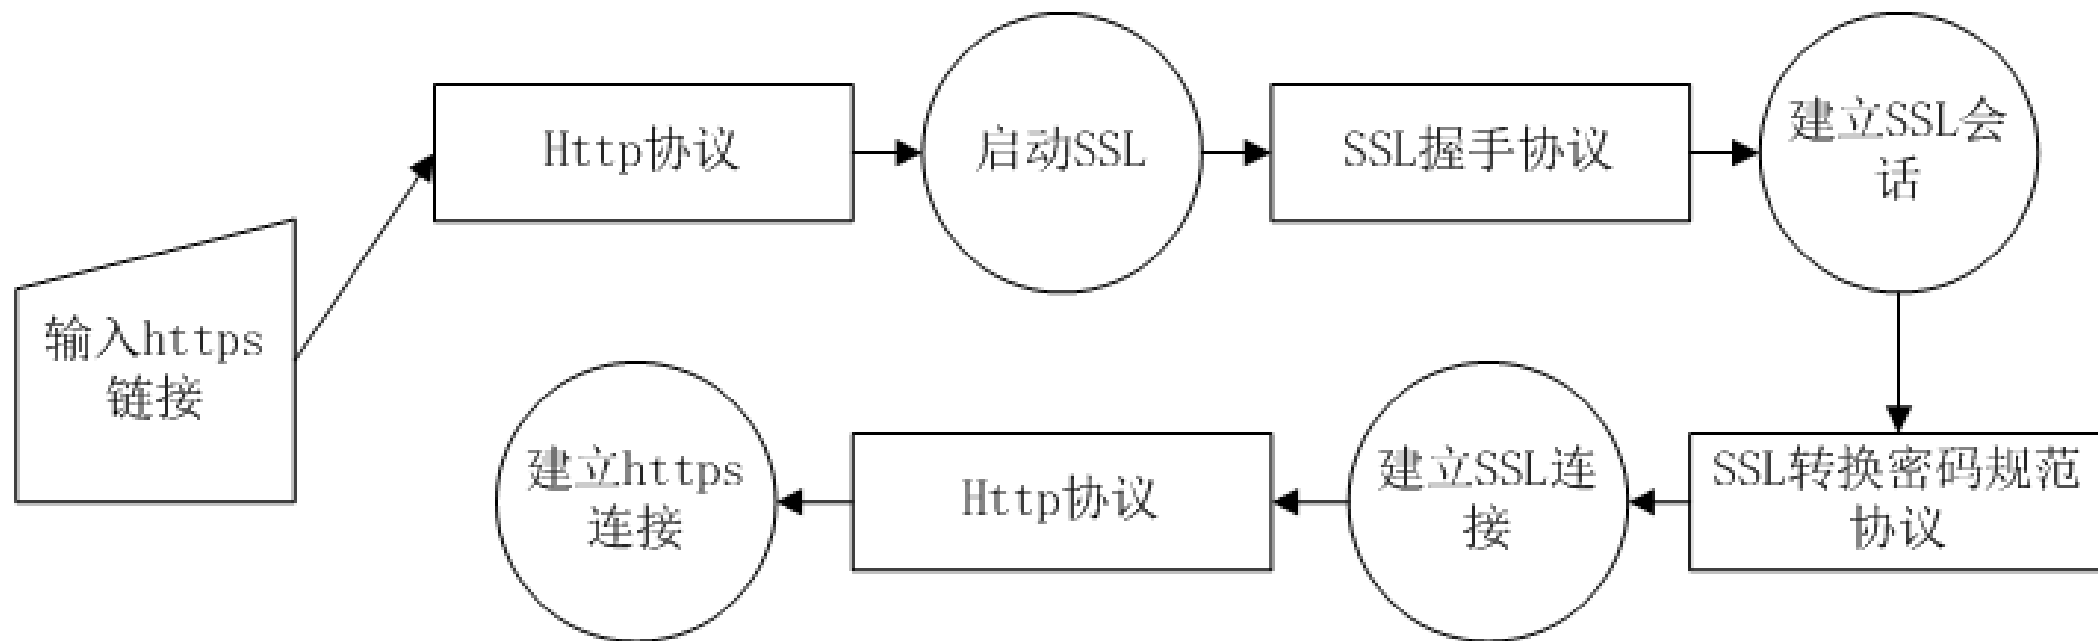 Http协议
启动SSL
SSL握手协议
建立SSL会
话
输入https
链接
SSL转换密码规范
协议
建立SSL连
接
Http协议
建立https
连接